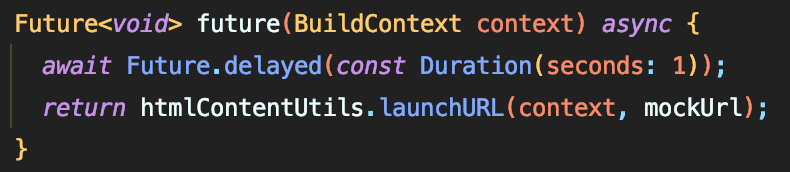 Future<void> future(BuildContext context) async {
  await Future.delayed(const Duration(seconds: 1));
  return htmlContentUtils.launchURL(context, mockUrl);
}